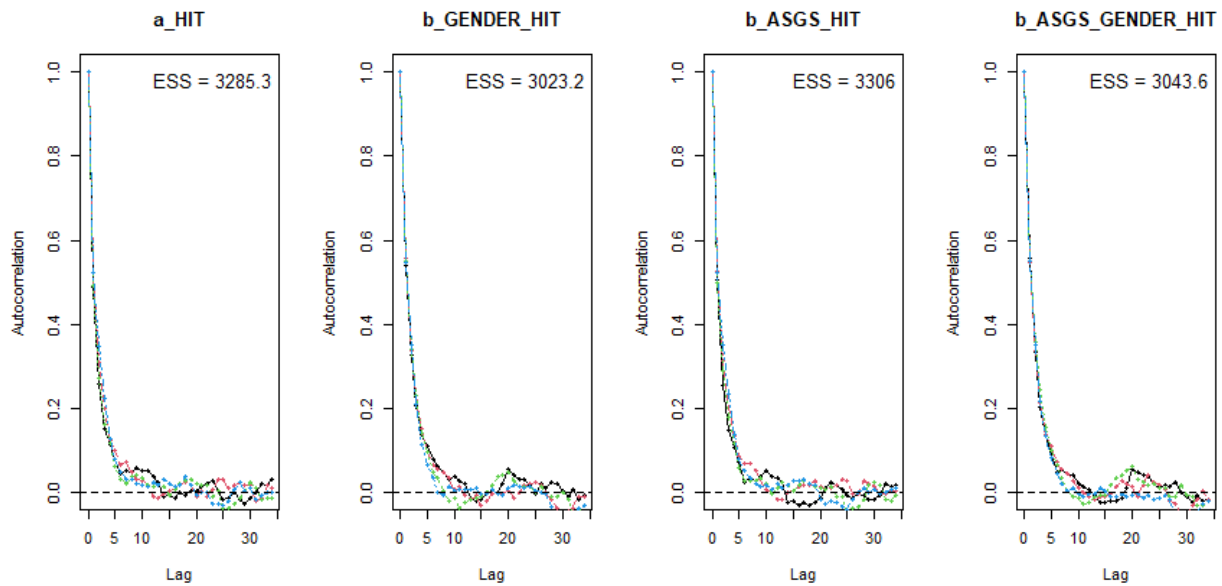 a_HIT
b_GENDER_HIT
b_ASGS_HIT
b_ASGS_GENDER_HIT
ESS = 3285.3
ESS = 3023.2
ESS = 3306
ESS = 3043.6
Autocorrelation
0.0 0.2 0.4 0.6 0.8 1.0
Autocorrelation
0.0 0.2 0.4 0.6 0.8 1.0
Autocorrelation
0.0 0.2 0.4 0.6 0.8 1.0
Autocorrelation
0.0 0.2 0.4 0.6 0.8 1.0
0 5 10 20 30
0 5 10 20 30
0 5 10 20 30
0 5 10 20 30
Lag
Lag
Lag
Lag